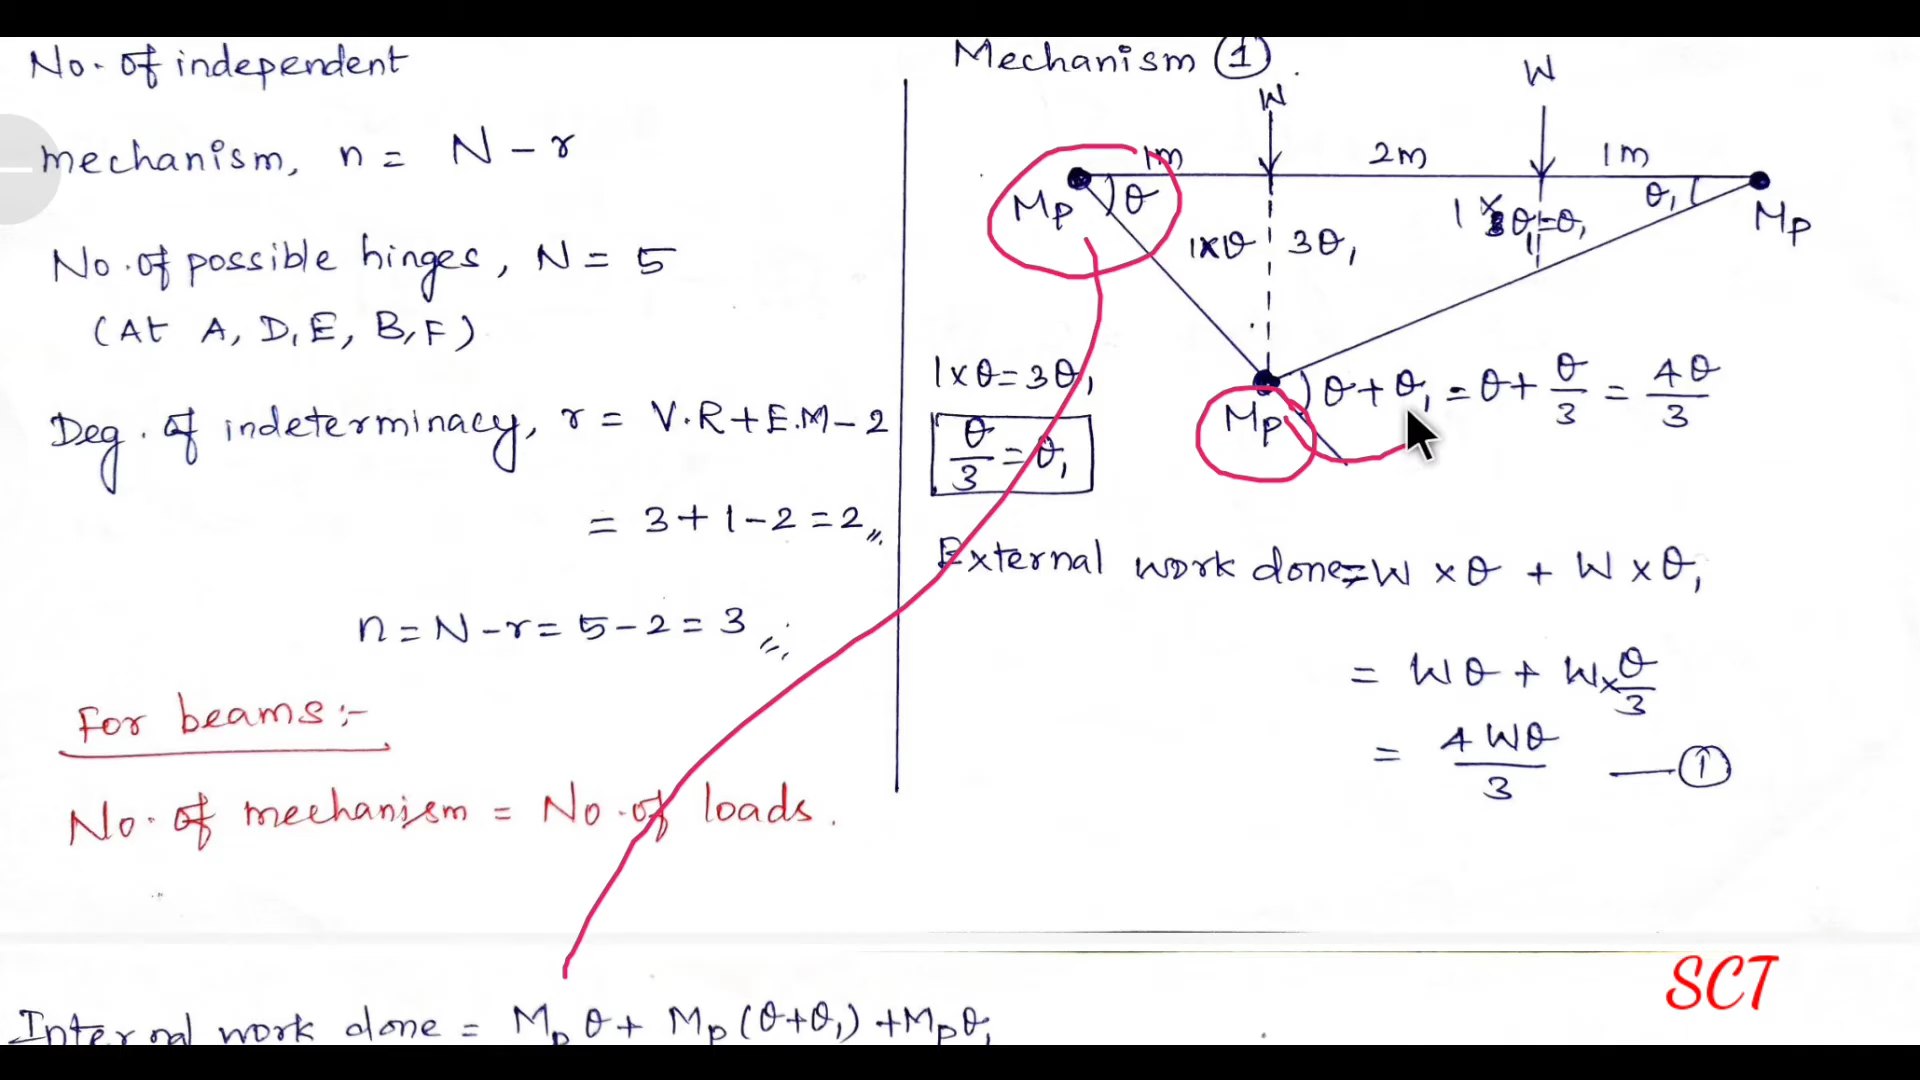 No. of independent
mechanism, n = N - r
No. of possible hinges, N = 5
(At A, D, E, B, F)
Deg. of indeterminacy, r = V.R + E.M - 2
= 3 + 1 - 2 = 2
n = N - r = 5 - 2 = 3
For beams :-
No. of mechanism = No. of loads.
Mechanism ①
W W
1m 2m 1m
Mp θ θ₁ Mp
1×θ 3θ₁ 1×θ₁=θ₁
1×θ = 3θ₁
θ/3 = θ₁
Mp θ + θ₁ = θ + θ/3 = 4θ/3
External work done = W × θ + W × θ₁
= Wθ + W × θ/3
= 4Wθ/3 — ①
SCT
Internal work done = Mp θ + Mp (θ+θ₁) + Mp θ₁